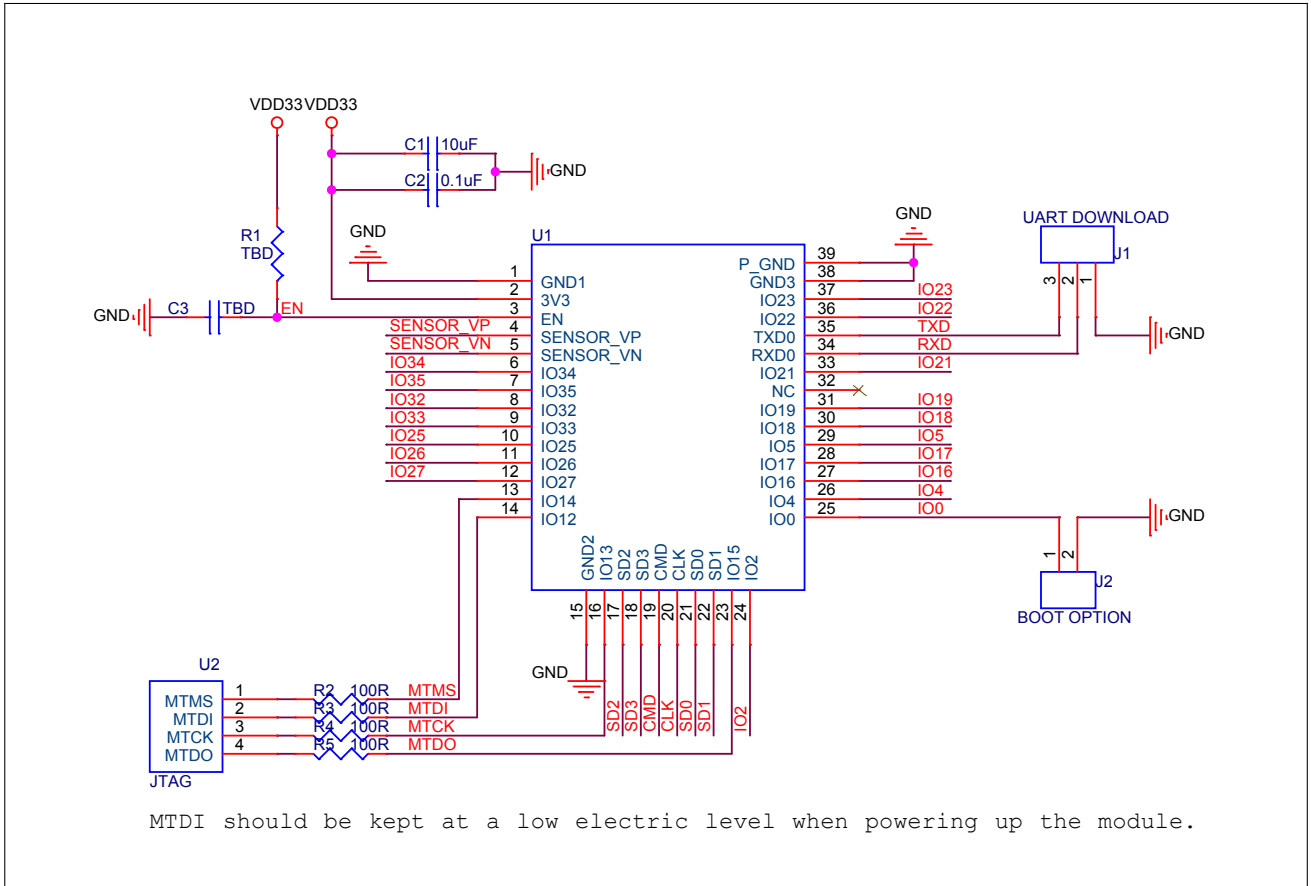 VDD33 VDD33
C1 10uF
GND
C2 0.1uF
R1
TBD
GND
U1
GND
UART DOWNLOAD
J1
3 2 1
GND
C3 TBD EN
GND
1 GND1
2 3V3
3 EN
SENSOR_VP 4 SENSOR_VP
SENSOR_VN 5 SENSOR_VN
IO34 6 IO34
IO35 7 IO35
IO32 8 IO32
IO33 9 IO33
IO25 10 IO25
IO26 11 IO26
IO27 12 IO27
13 IO14
14 IO12
P_GND 39
GND3 38
IO23 37 IO23
IO22 36 IO22
TXD0 35 TXD
RXD0 34 RXD
IO21 33 IO21
NC 32
IO19 31 IO19
IO18 30 IO18
IO5 29 IO5
IO17 28 IO17
IO16 27 IO16
IO4 26 IO4
IO0 25 IO0
GND
1 2
J2
BOOT OPTION
GND2 IO13 SD2 SD3 CMD CLK SD0 SD1 IO15 IO2
15 16 17 18 19 20 21 22 23 24
GND
SD2 SD3 CMD CLK SD0 SD1 IO2
U2
MTMS 1 R2 100R MTMS
MTDI 2 R3 100R MTDI
MTCK 3 R4 100R MTCK
MTDO 4 R5 100R MTDO
JTAG
MTDI should be kept at a low electric level when powering up the module.